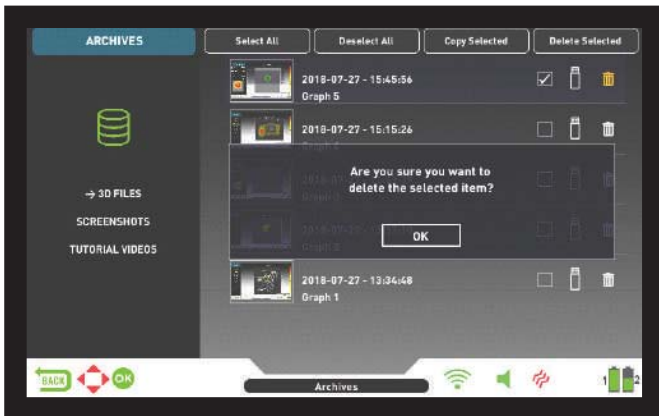 ARCHIVES
Select All
Deselect All
Copy Selected
Delete Selected
2018-07-27 - 15:45:56
Graph 5
2018-07-27 - 15:15:26
→ 3D FILES
SCREENSHOTS
TUTORIAL VIDEOS
Are you sure you want to
delete the selected item?
OK
2018-07-27 - 13:34:48
Graph 1
BACK
OK
Archives
1
2